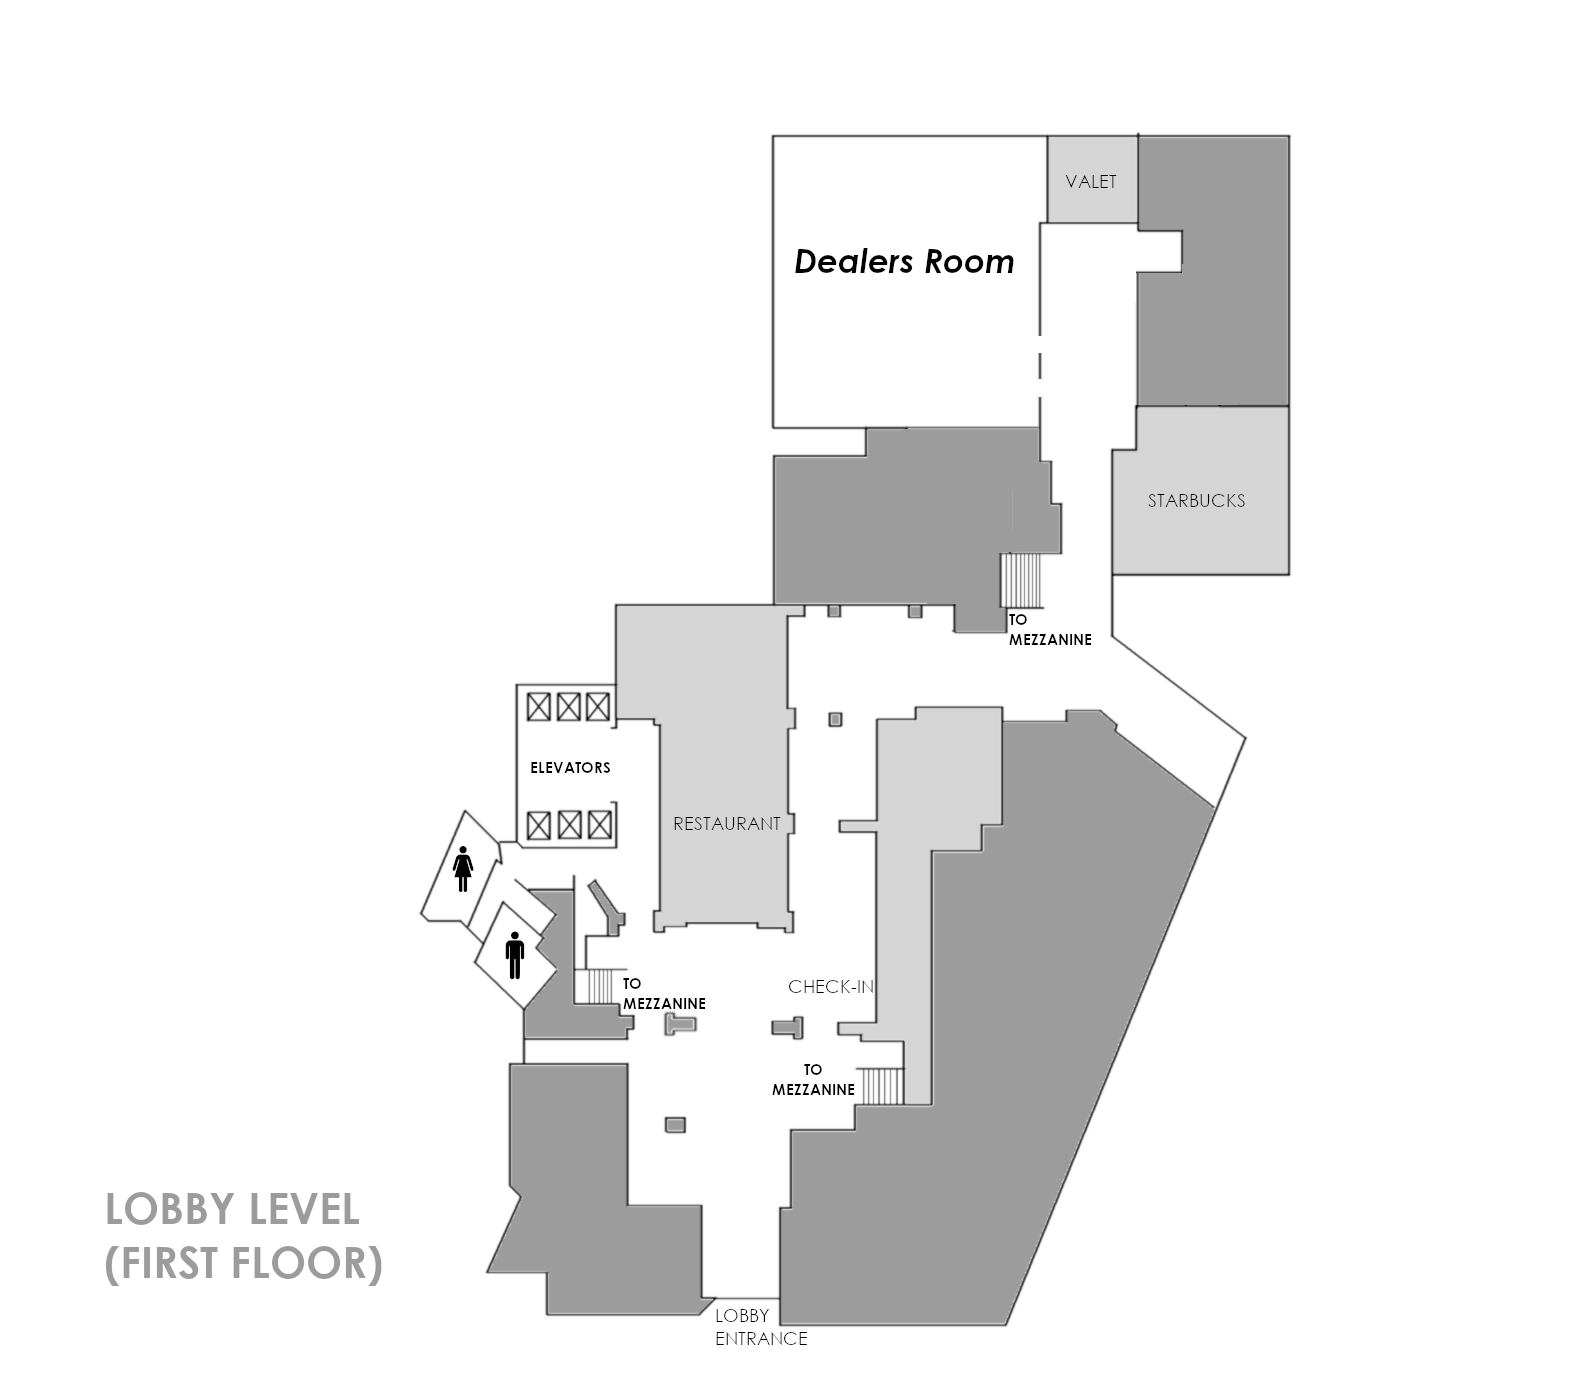 VALET
Dealers Room
STARBUCKS
TO
MEZZANINE
ELEVATORS
RESTAURANT
TO
MEZZANINE
CHECK-IN
TO
MEZZANINE
LOBBY LEVEL
(FIRST FLOOR)
LOBBY
ENTRANCE